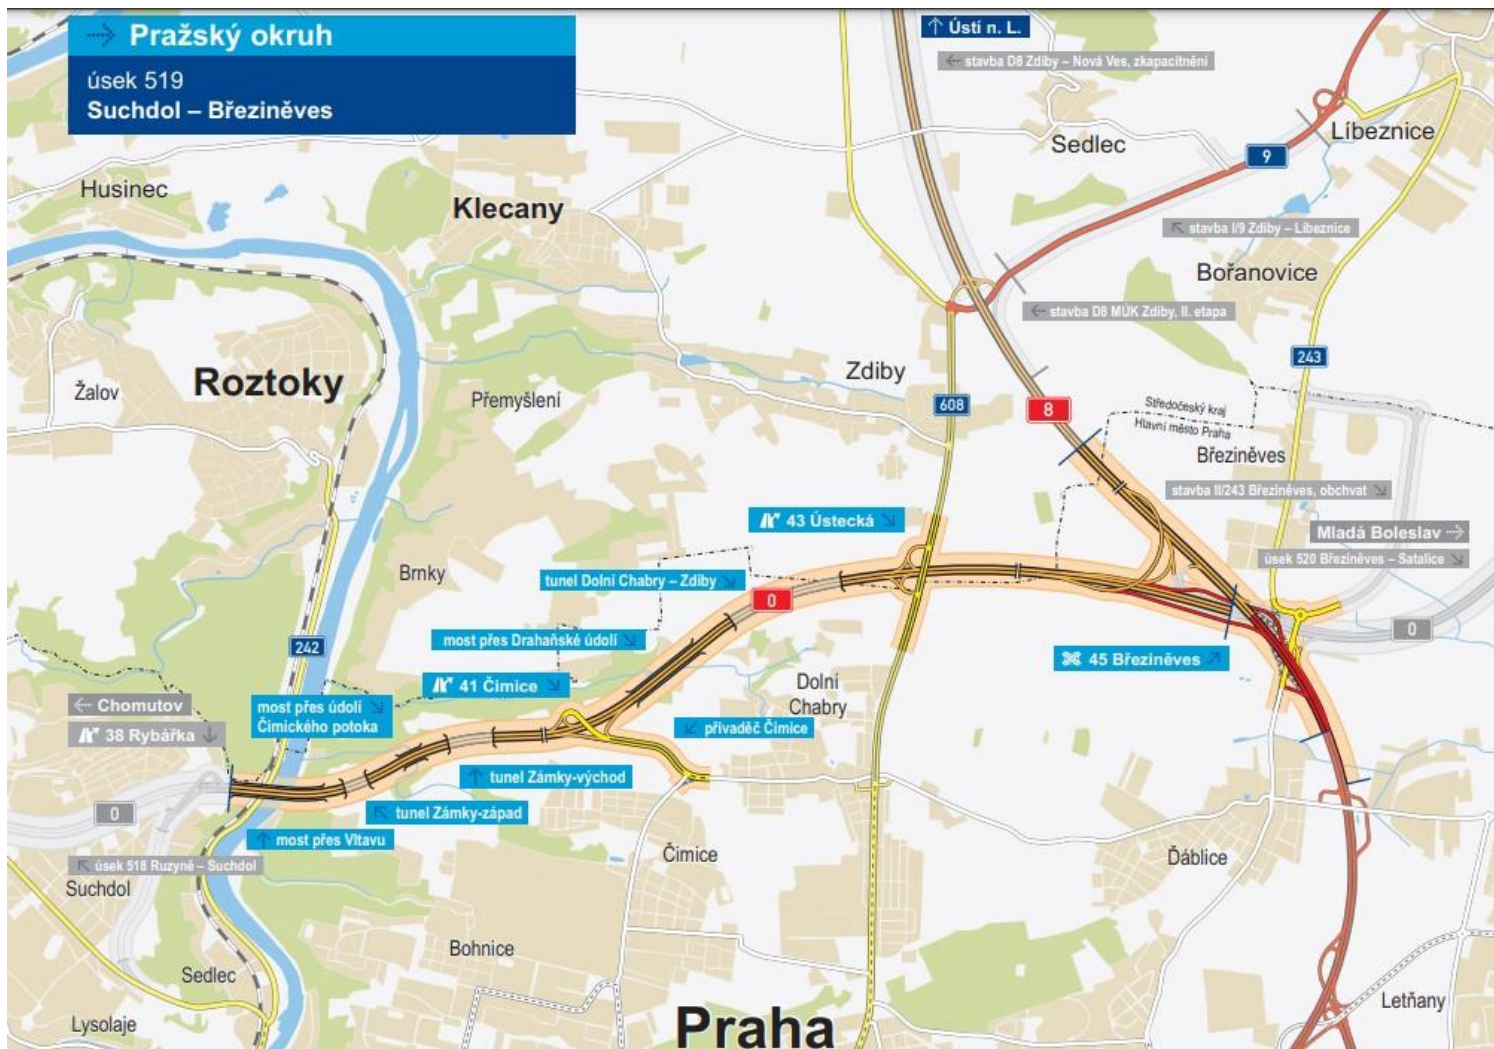 Pražský okruh
úsek 519
Suchdol – Březiněves
Ústí n. L.
stavba D8 Zdiby – Nová Ves, zkapacitnění
Sedlec
Líbeznice
9
Husinec
Klecany
stavba I/9 Zdiby – Líbeznice
Bořanovice
stavba D8 MÚK Zdiby, II. etapa
243
Žalov
Roztoky
Přemyšlení
Zdiby
608
8
Středočeský kraj
Hlavní město Praha
Březiněves
stavba II/243 Březiněves, obchvat
43 Ústecká
Mladá Boleslav
úsek 520 Březiněves – Satalice
Brnky
tunel Dolní Chabry – Zdiby
0
0
242
most přes Drahaňské údolí
45 Březiněves
41 Čimice
Dolní
Chabry
Chomutov
most přes údolí
Čimického potoka
38 Rybářka
přivaděč Čimice
tunel Zámky-východ
0
tunel Zámky-západ
most přes Vltavu
Čimice
Ďáblice
úsek 518 Ruzyně – Suchdol
Suchdol
Bohnice
Sedlec
Letňany
Lysolaje
Praha